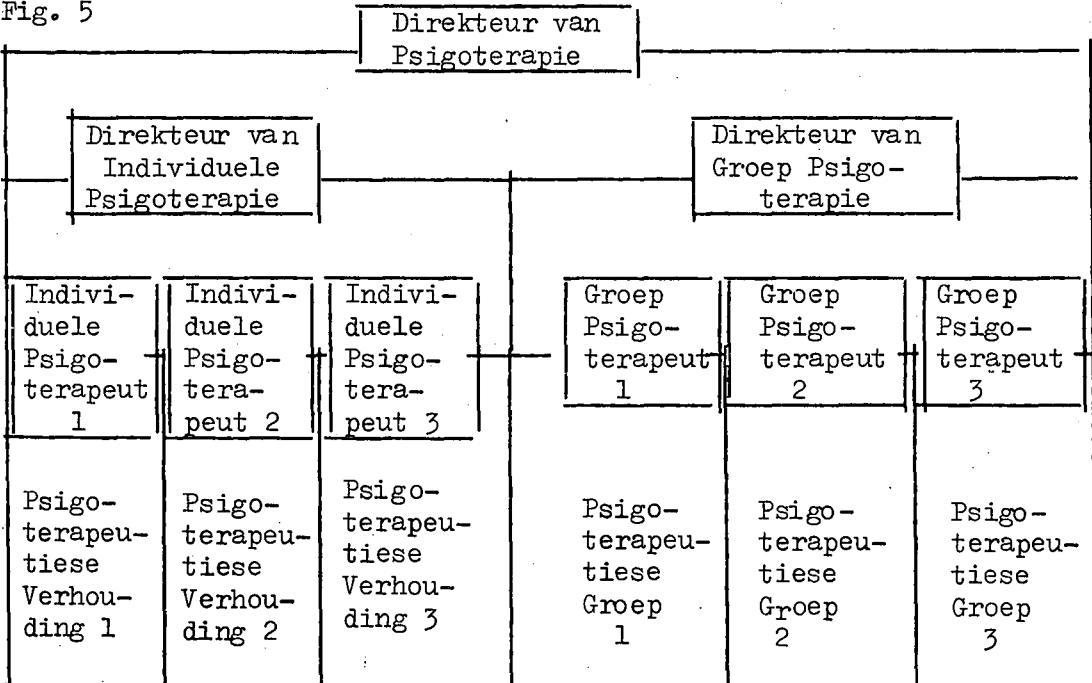 Fig. 5
Direkteur van
Psigoterapie
Direkteur van
Individuele
Psigoterapie
Direkteur van
Groep Psigo-
terapie
Indivi-
duele
Psigo-
terapeut
1
Indivi-
duele
Psigo-
tera-
peut 2
Indivi-
duele
Psigo-
tera-
peut 3
Groep
Psigo-
terapeut
1
Groep
Psigo-
terapeut
2
Groep
Psigo-
terapeut
3
Psigo-
terapeu-
tiese
Verhou-
ding 1
Psigo-
terapeu-
tiese
Verhou-
ding 2
Psigo-
terapeu-
tiese
Verhou-
ding 3
Psigo-
terapeu-
tiese
Groep
1
Psigo-
terapeu-
tiese
Groep
2
Psigo-
terapeu-
tiese
Groep
3